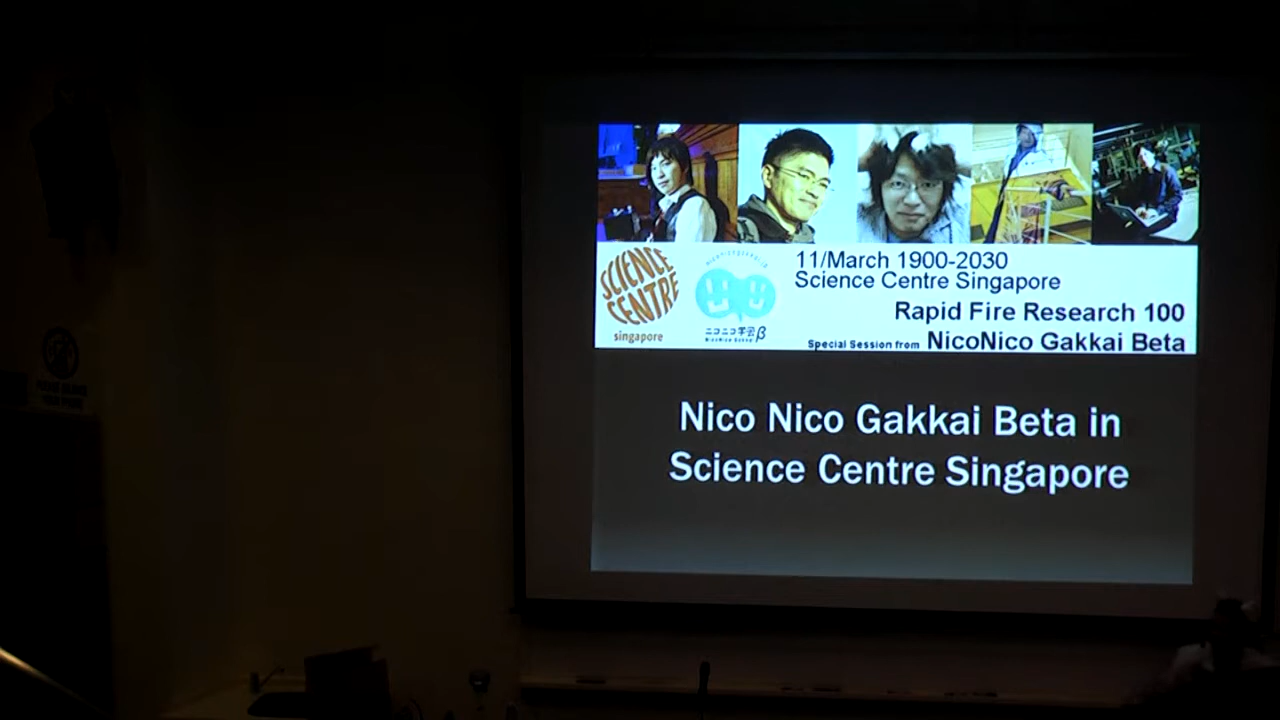 SCIENCE
CENTRE
singapore
ニコニコ学会β
11/March 1900-2030
Science Centre Singapore
Rapid Fire Research 100
Special Session from NicoNico Gakkai Beta
Nico Nico Gakkai Beta in
Science Centre Singapore